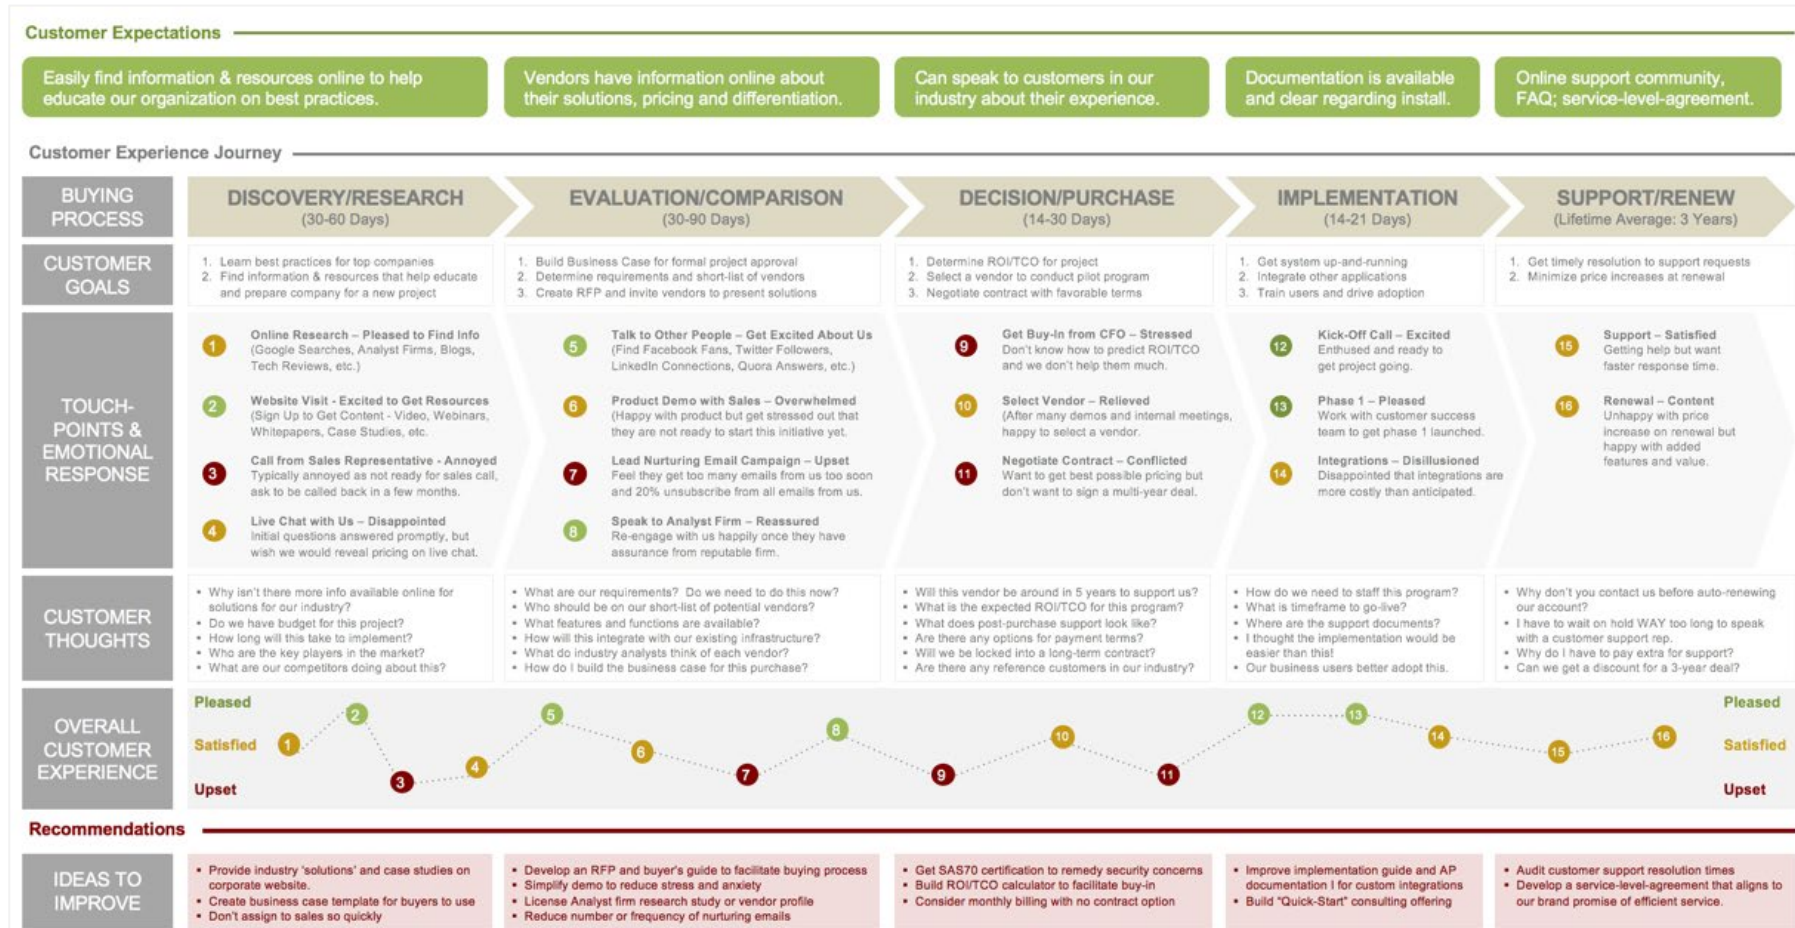 Customer Expectations
Easily find information & resources online to help
educate our organization on best practices.
Vendors have information online about
their solutions, pricing and differentiation.
Can speak to customers in our
industry about their experience.
Documentation is available
and clear regarding install.
Online support community,
FAQ; service-level-agreement.
Customer Experience Journey
BUYING
PROCESS
DISCOVERY/RESEARCH
(30-60 Days)
EVALUATION/COMPARISON
(30-90 Days)
DECISION/PURCHASE
(14-30 Days)
IMPLEMENTATION
(14-21 Days)
SUPPORT/RENEW
(Lifetime Average: 3 Years)
CUSTOMER
GOALS
1. Learn best practices for top companies
2. Find information & resources that help educate
and prepare company for a new project
1. Build Business Case for formal project approval
2. Determine requirements and short-list of vendors
3. Create RFP and invite vendors to present solutions
1. Determine ROI/TCO for project
2. Select a vendor to conduct pilot program
3. Negotiate contract with favorable terms
1. Get system up-and-running
2. Integrate other applications
3. Train users and drive adoption
1. Get timely resolution to support requests
2. Minimize price increases at renewal
TOUCH-
POINTS &
EMOTIONAL
RESPONSE
1 Online Research – Pleased to Find Info
(Google Searches, Analyst Firms, Blogs,
Tech Reviews, etc.)
2 Website Visit - Excited to Get Resources
(Sign Up to Get Content - Video, Webinars,
Whitepapers, Case Studies, etc.
3 Call from Sales Representative - Annoyed
Typically annoyed as not ready for sales call,
ask to be called back in a few months.
4 Live Chat with Us – Disappointed
Initial questions answered promptly, but
wish we would reveal pricing on live chat.
5 Talk to Other People – Get Excited About Us
(Find Facebook Fans, Twitter Followers,
LinkedIn Connections, Quora Answers, etc.)
6 Product Demo with Sales – Overwhelmed
(Happy with product but get stressed out that
they are not ready to start this initiative yet.
7 Lead Nurturing Email Campaign – Upset
Feel they get too many emails from us too soon
and 20% unsubscribe from all emails from us.
8 Speak to Analyst Firm – Reassured
Re-engage with us happily once they have
assurance from reputable firm.
9 Get Buy-In from CFO – Stressed
Don't know how to predict ROI/TCO
and we don't help them much.
10 Select Vendor – Relieved
(After many demos and internal meetings,
happy to select a vendor.
11 Negotiate Contract – Conflicted
Want to get best possible pricing but
don't want to sign a multi-year deal.
12 Kick-Off Call – Excited
Enthused and ready to
get project going.
13 Phase 1 – Pleased
Work with customer success
team to get phase 1 launched.
14 Integrations – Disillusioned
Disappointed that integrations are
more costly than anticipated.
15 Support – Satisfied
Getting help but want
faster response time.
16 Renewal – Content
Unhappy with price
increase on renewal but
happy with added
features and value.
CUSTOMER
THOUGHTS
▪ Why isn't there more info available online for
solutions for our industry?
▪ Do we have budget for this project?
▪ How long will this take to implement?
▪ Who are the key players in the market?
▪ What are our competitors doing about this?
▪ What are our requirements? Do we need to do this now?
▪ Who should be on our short-list of potential vendors?
▪ What features and functions are available?
▪ How will this integrate with our existing infrastructure?
▪ What do industry analysts think of each vendor?
▪ How do I build the business case for this purchase?
▪ Will this vendor be around in 5 years to support us?
▪ What is the expected ROI/TCO for this program?
▪ What does post-purchase support look like?
▪ Are there any options for payment terms?
▪ Will we be locked into a long-term contract?
▪ Are there any reference customers in our industry?
▪ How do we need to staff this program?
▪ What is timeframe to go-live?
▪ Where are the support documents?
▪ I thought the implementation would be
easier than this!
▪ Our business users better adopt this.
▪ Why don't you contact us before auto-renewing
our account?
▪ I have to wait on hold WAY too long to speak
with a customer support rep.
▪ Why do I have to pay extra for support?
▪ Can we get a discount for a 3-year deal?
OVERALL
CUSTOMER
EXPERIENCE
Pleased
Satisfied
Upset
1
2
3
4
5
6
7
8
9
10
11
12
13
14
15
16
Pleased
Satisfied
Upset
Recommendations
IDEAS TO
IMPROVE
▪ Provide industry 'solutions' and case studies on
corporate website.
▪ Create business case template for buyers to use
▪ Don't assign to sales so quickly
▪ Develop an RFP and buyer's guide to facilitate buying process
▪ Simplify demo to reduce stress and anxiety
▪ License Analyst firm research study or vendor profile
▪ Reduce number or frequency of nurturing emails
▪ Get SAS70 certification to remedy security concerns
▪ Build ROI/TCO calculator to facilitate buy-in
▪ Consider monthly billing with no contract option
▪ Improve implementation guide and AP
documentation I for custom integrations
▪ Build "Quick-Start" consulting offering
▪ Audit customer support resolution times
▪ Develop a service-level-agreement that aligns to
our brand promise of efficient service.